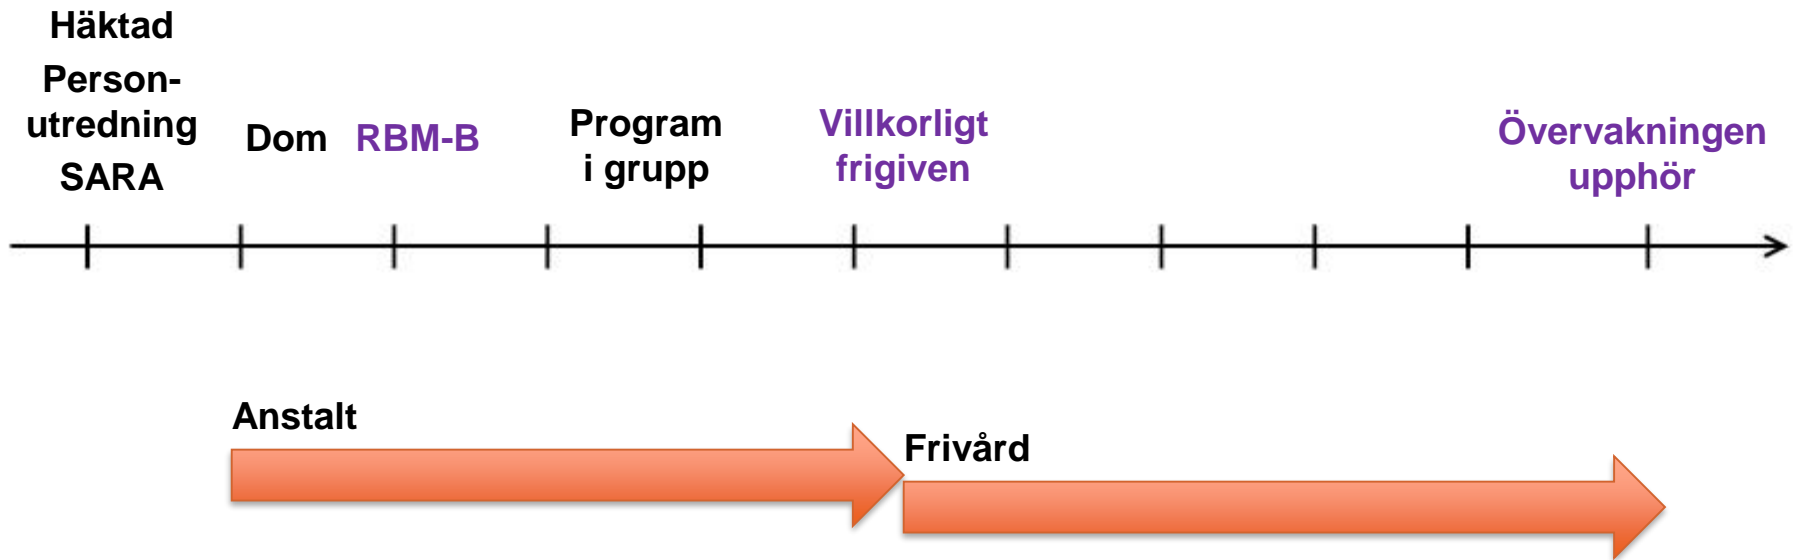 Häktad
Person-
utredning
SARA
Dom
RBM-B
Program
i grupp
Villkorligt
frigiven
Övervakningen
upphör
Anstalt
Frivård